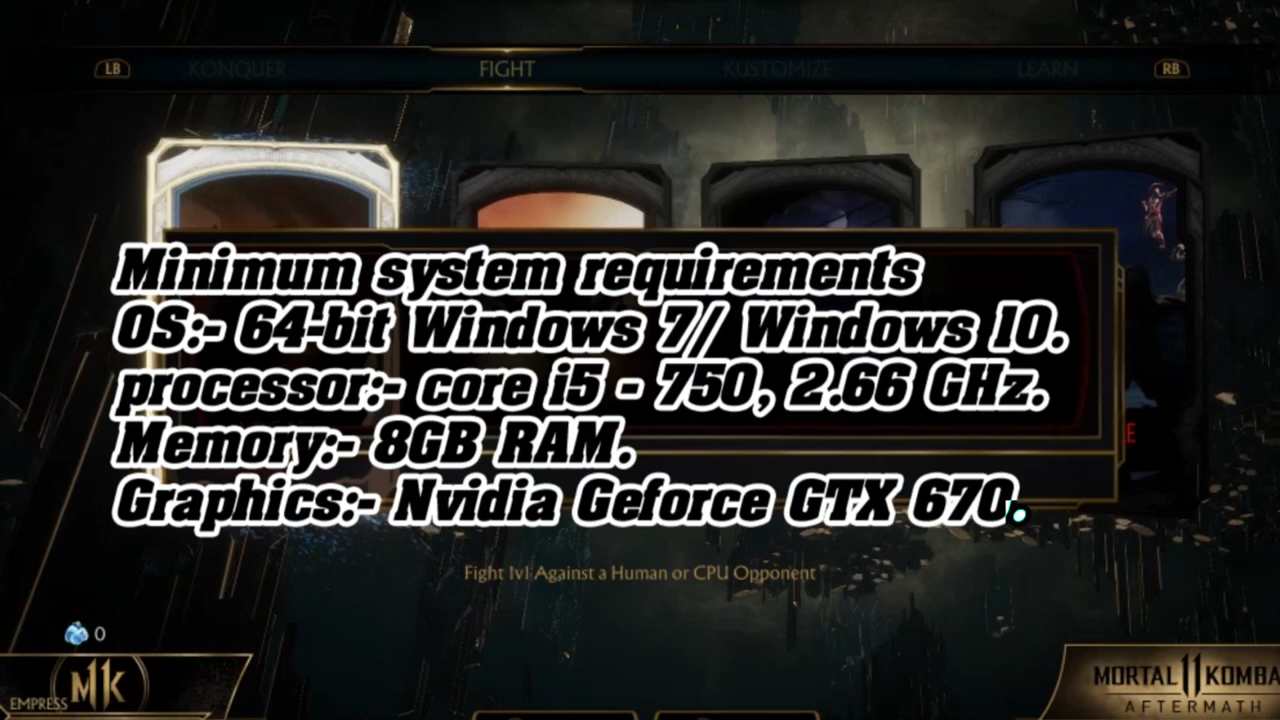 LB KONQUER FIGHT KUSTOMIZE LEARN RB
Minimum system requirements
OS:- 64-bit Windows 7/ Windows 10.
processor:- core i5 - 750, 2.66 GHz.
E
Memory:- 8GB RAM.
Graphics:- Nvidia Geforce GTX 670.
Fight 1v1 Against a Human or CPU Opponent
0
EMPRESS MK
MORTAL 11 KOMBA
AFTERMATH